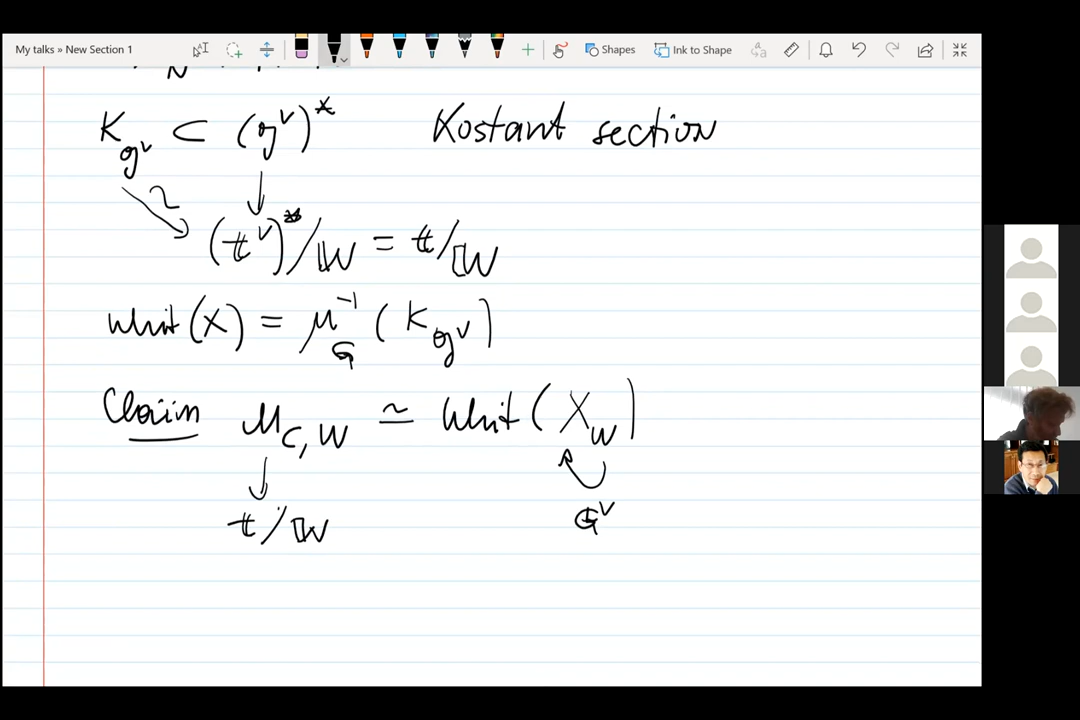 My talks » New Section 1
Shapes Ink to Shape
N
K_{g^∨} ⊂ (g^∨)^* Kostant section
~ ↓
(t^∨)^*/W = t/W
Whit(X) = μ_G^{-1}(K_{g^∨})
Claim M_{C,W} ≃ Whit(X_W)
↓
t/W G^∨